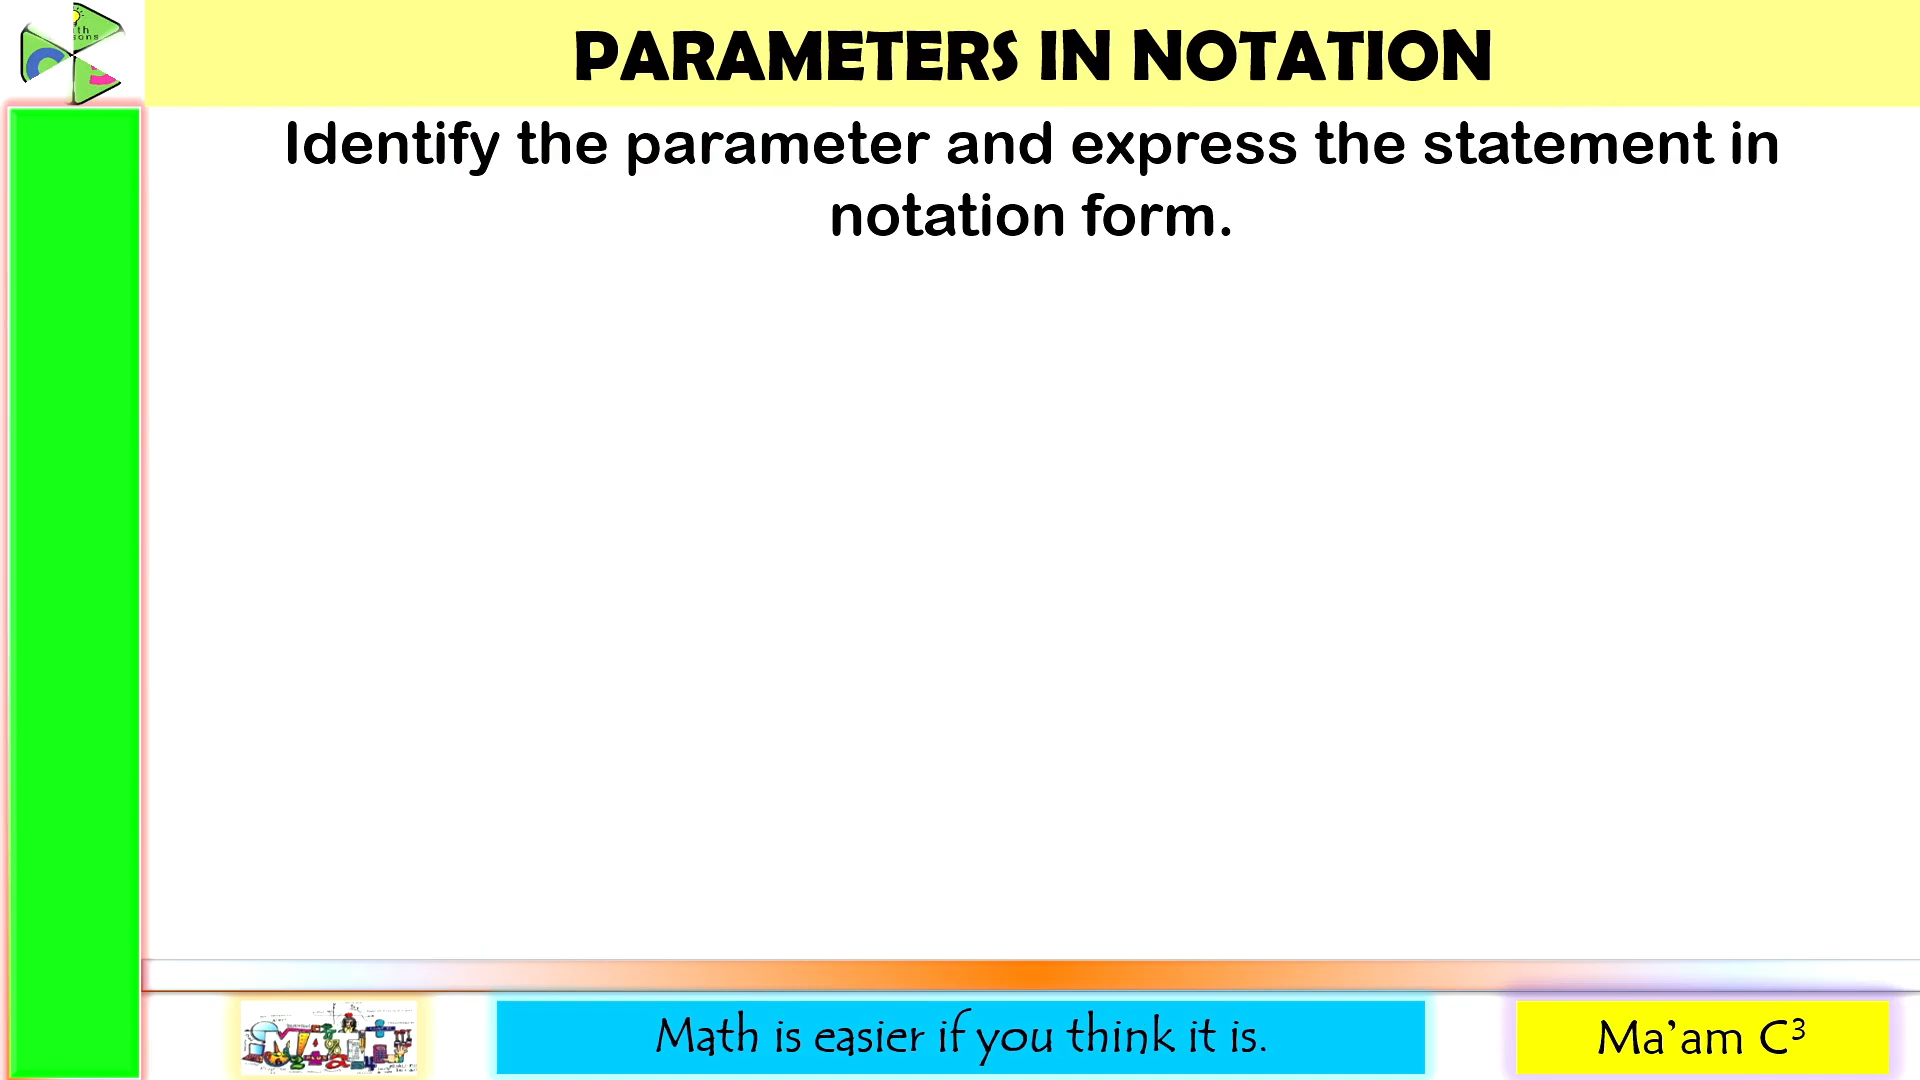 PARAMETERS IN NOTATION
Identify the parameter and express the statement in
notation form.
Math is easier if you think it is.
Ma’am C³